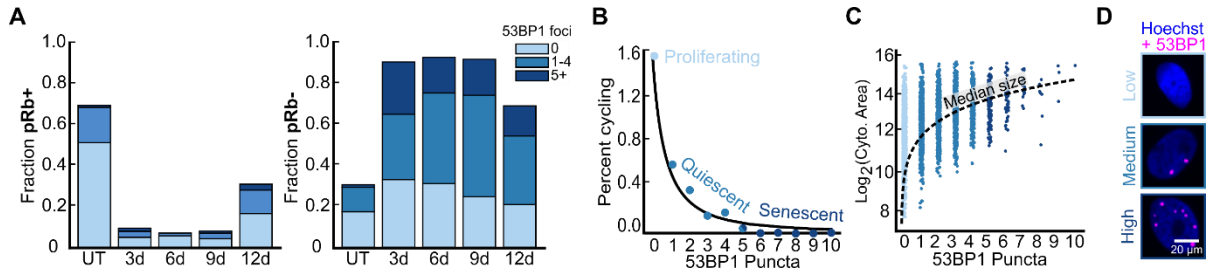 A
Fraction pRb+
1.0
0.8
0.6
0.4
0.2
0
UT 3d 6d 9d 12d
Fraction pRb-
1.0
0.8
0.6
0.4
0.2
0
UT 3d 6d 9d 12d
53BP1 foci
0
1-4
5+
B
Percent cycling
1.6
1.2
0.8
0.4
0.0
Proliferating
Quiescent
Senescent
0 1 2 3 4 5 6 7 8 9 10
53BP1 Puncta
C
Log2(Cyto. Area)
16
14
12
10
8
Median size
0 1 2 3 4 5 6 7 8 9 10
53BP1 Puncta
D
Hoechst
+ 53BP1
Low
Medium
High
20 µm